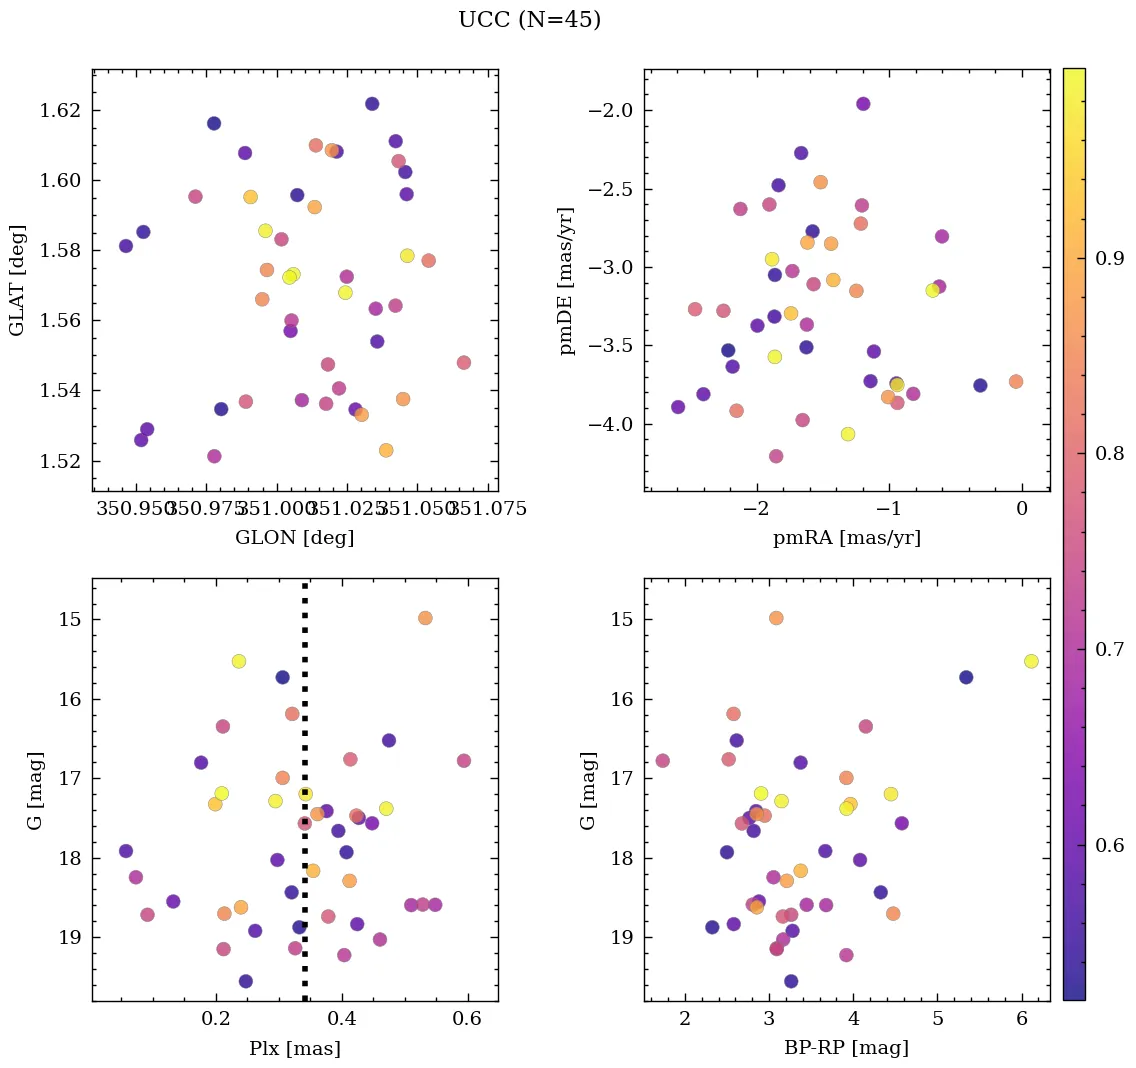 UCC (N=45)
1.62
1.60
1.58
1.56
1.54
1.52
GLAT [deg]
350.950 350.975 351.000 351.025 351.050 351.075
GLON [deg]
−2.0
−2.5
−3.0
−3.5
−4.0
pmDE [mas/yr]
−2 −1 0
pmRA [mas/yr]
0.9
0.8
0.7
0.6
15
16
17
18
19
G [mag]
0.2 0.4 0.6
Plx [mas]
15
16
17
18
19
G [mag]
2 3 4 5 6
BP-RP [mag]